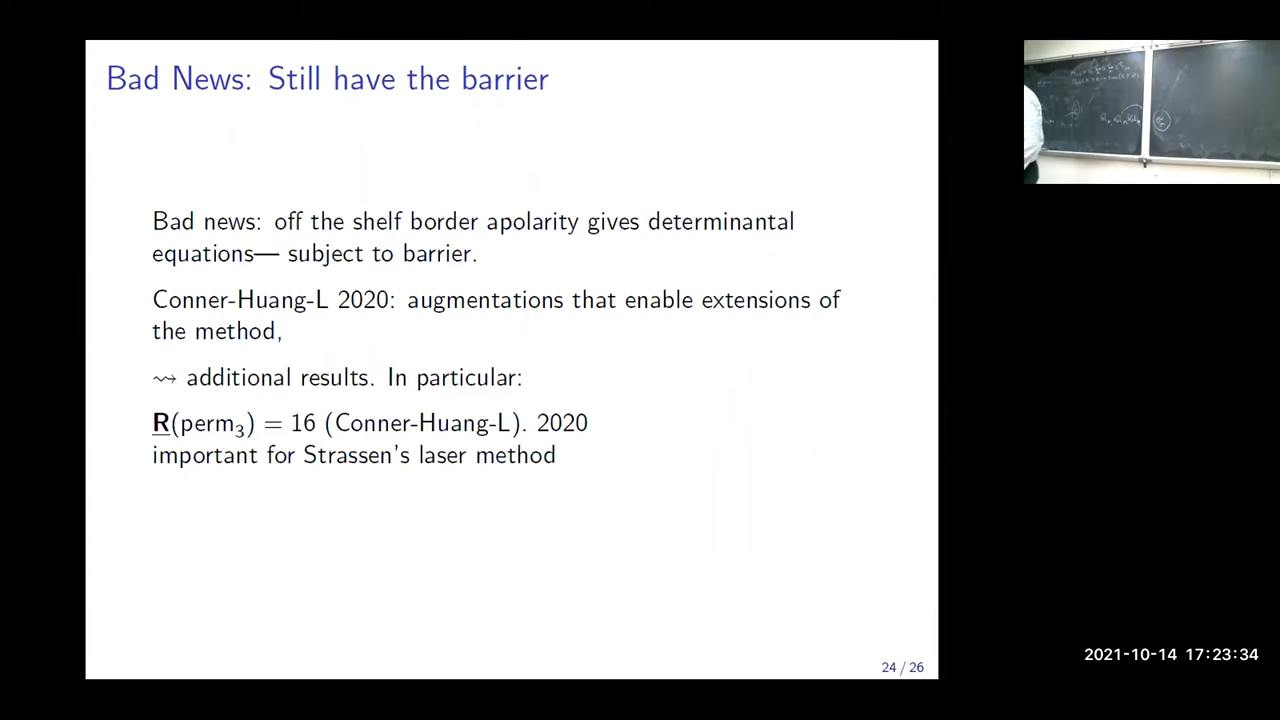 Bad News: Still have the barrier
Bad news: off the shelf border apolarity gives determinantal
equations— subject to barrier.
Conner-Huang-L 2020: augmentations that enable extensions of
the method,
⇝ additional results. In particular:
R(perm₃) = 16 (Conner-Huang-L). 2020
important for Strassen's laser method
24 / 26
2021-10-14 17:23:34